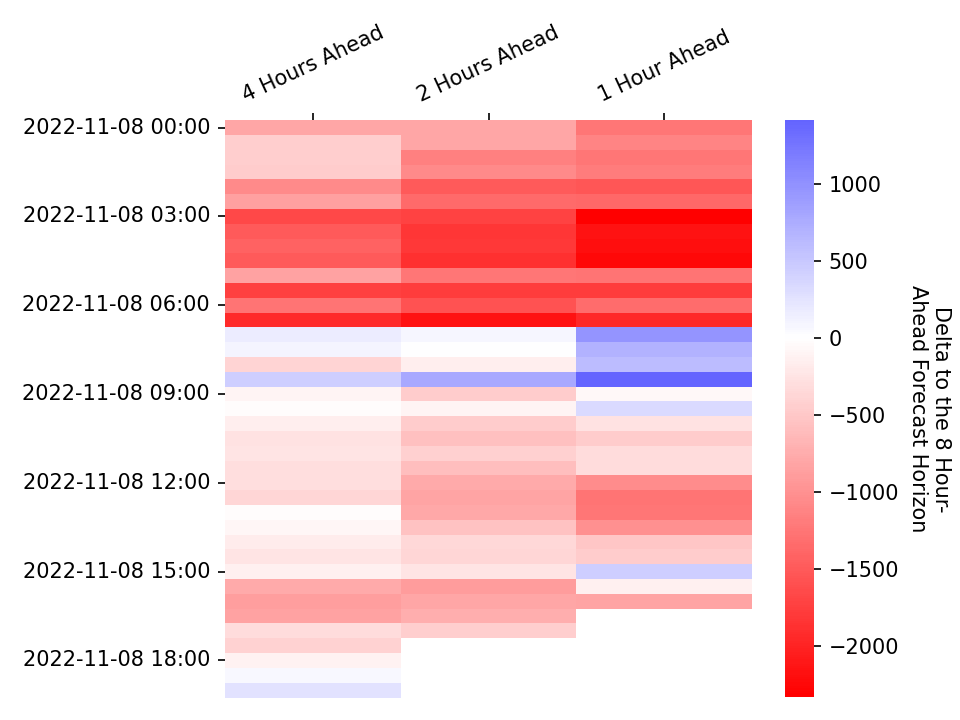 4 Hours Ahead
2 Hours Ahead
1 Hour Ahead
2022-11-08 00:00
2022-11-08 03:00
2022-11-08 06:00
2022-11-08 09:00
2022-11-08 12:00
2022-11-08 15:00
2022-11-08 18:00
1000
500
0
−500
−1000
−1500
−2000
Delta to the 8 Hour-
Ahead Forecast Horizon